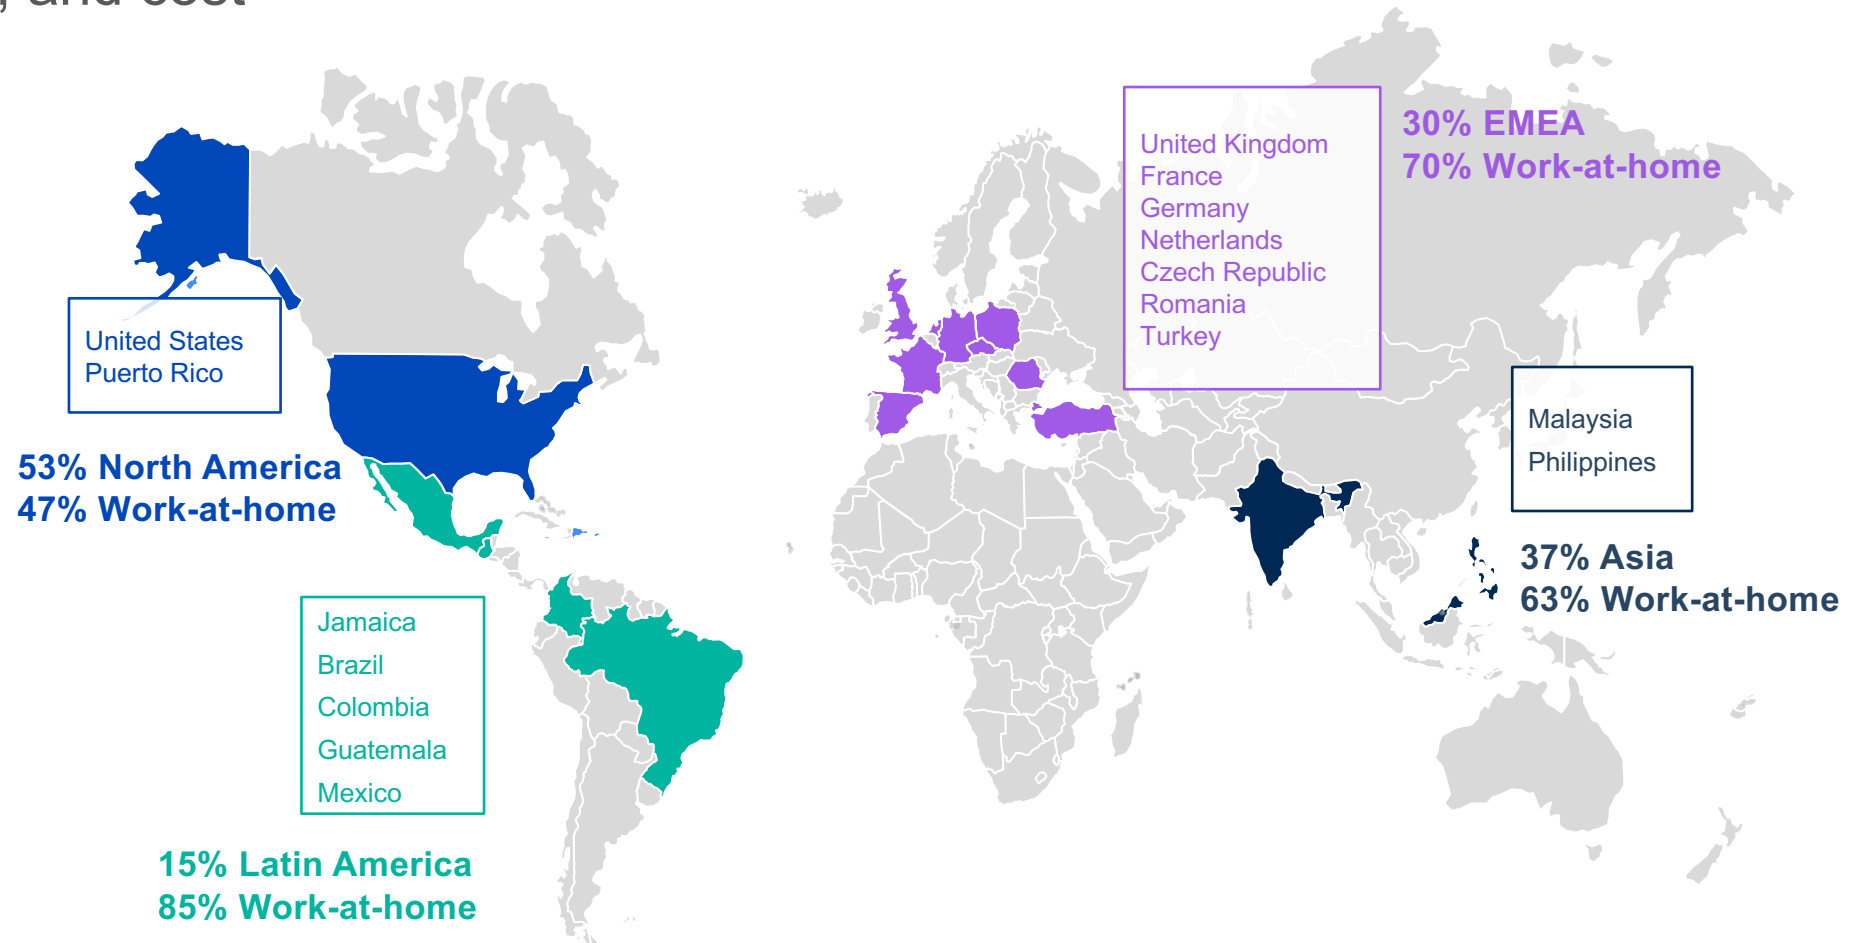 , and cost
United States
Puerto Rico
53% North America
47% Work-at-home
Jamaica
Brazil
Colombia
Guatemala
Mexico
15% Latin America
85% Work-at-home
United Kingdom
France
Germany
Netherlands
Czech Republic
Romania
Turkey
30% EMEA
70% Work-at-home
Malaysia
Philippines
37% Asia
63% Work-at-home